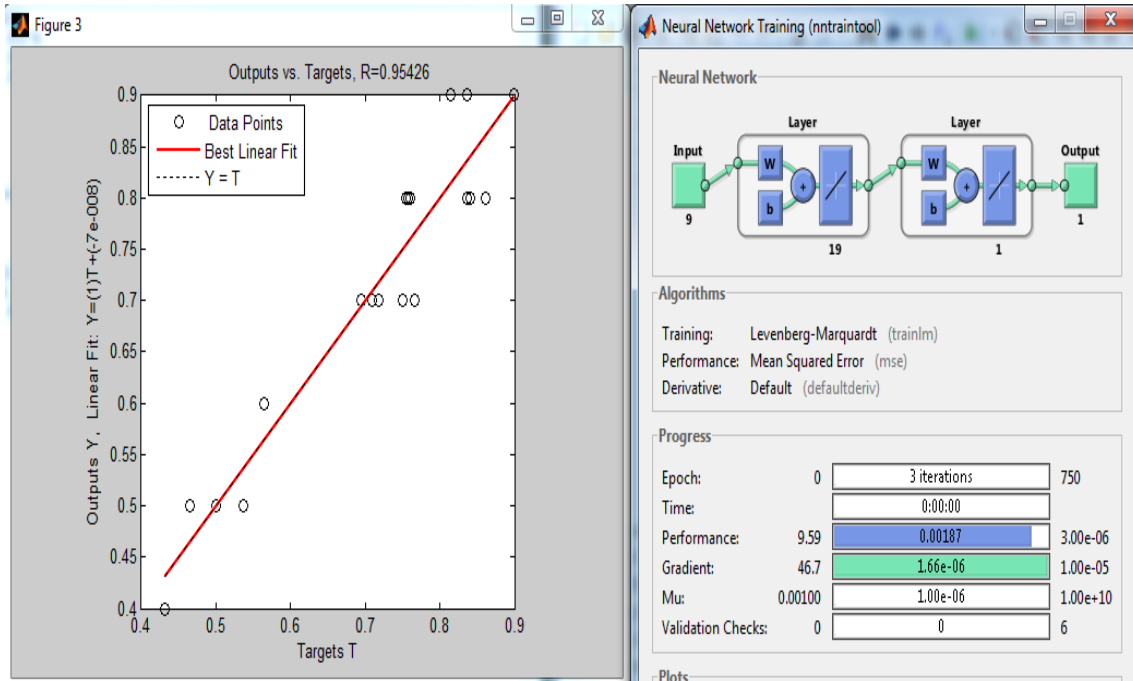 Figure 3
Outputs vs. Targets, R=0.95426
Data Points
Best Linear Fit
Y = T
Outputs Y, Linear Fit: Y=(1)T+(-7e-008)
0.9
0.85
0.8
0.75
0.7
0.65
0.6
0.55
0.5
0.45
0.4
0.4 0.5 0.6 0.7 0.8 0.9
Targets T
Neural Network Training (nntraintool)
Neural Network
Layer Layer
Input Output
W W
b b
+ +
9 19 1 1
Algorithms
Training: Levenberg-Marquardt (trainlm)
Performance: Mean Squared Error (mse)
Derivative: Default (defaultderiv)
Progress
Epoch: 0 3 iterations 750
Time: 0:00:00
Performance: 9.59 0.00187 3.00e-06
Gradient: 46.7 1.66e-06 1.00e-05
Mu: 0.00100 1.00e-06 1.00e+10
Validation Checks: 0 0 6
Plots